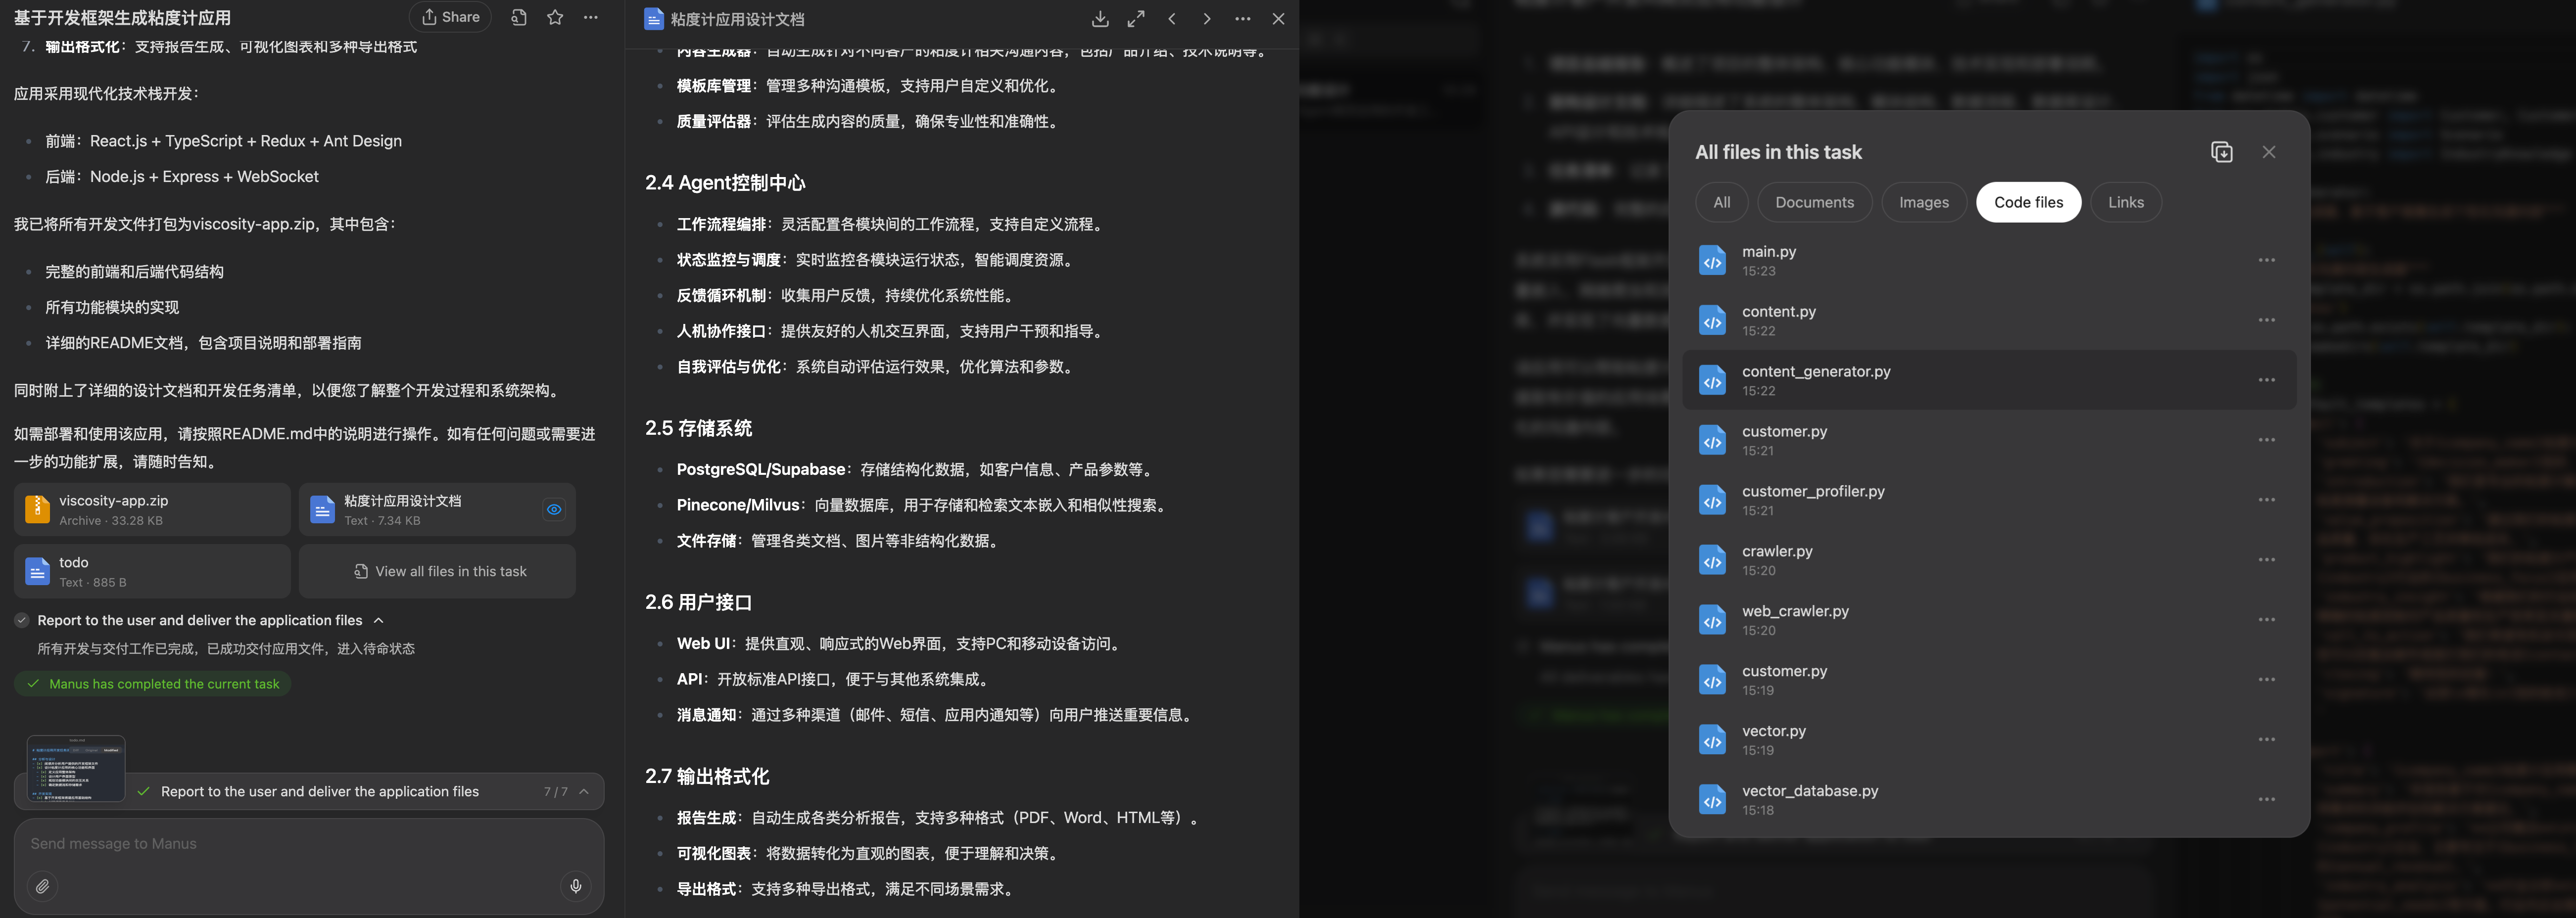 基于开发框架生成粘度计应用
Share
7. 输出格式化：支持报告生成、可视化图表和多种导出格式
应用采用现代化技术栈开发：
前端：React.js + TypeScript + Redux + Ant Design
后端：Node.js + Express + WebSocket
我已将所有开发文件打包为viscosity-app.zip，其中包含：
完整的前端和后端代码结构
所有功能模块的实现
详细的README文档，包含项目说明和部署指南
同时附上了详细的设计文档和开发任务清单，以便您了解整个开发过程和系统架构。
如需部署和使用该应用，请按照README.md中的说明进行操作。如有任何问题或需要进
一步的功能扩展，请随时告知。
viscosity-app.zip
Archive · 33.28 KB
粘度计应用设计文档
Text · 7.34 KB
todo
Text · 885 B
View all files in this task
Report to the user and deliver the application files
所有开发与交付工作已完成，已成功交付应用文件，进入待命状态
Manus has completed the current task
Report to the user and deliver the application files
7 / 7
Send message to Manus
粘度计应用设计文档
内容生成器：自动生成针对不同客户的粘度计相关沟通内容，包括产品介绍、技术说明等。
模板库管理：管理多种沟通模板，支持用户自定义和优化。
质量评估器：评估生成内容的质量，确保专业性和准确性。
2.4 Agent控制中心
工作流程编排：灵活配置各模块间的工作流程，支持自定义流程。
状态监控与调度：实时监控各模块运行状态，智能调度资源。
反馈循环机制：收集用户反馈，持续优化系统性能。
人机协作接口：提供友好的人机交互界面，支持用户干预和指导。
自我评估与优化：系统自动评估运行效果，优化算法和参数。
2.5 存储系统
PostgreSQL/Supabase：存储结构化数据，如客户信息、产品参数等。
Pinecone/Milvus：向量数据库，用于存储和检索文本嵌入和相似性搜索。
文件存储：管理各类文档、图片等非结构化数据。
2.6 用户接口
Web UI：提供直观、响应式的Web界面，支持PC和移动设备访问。
API：开放标准API接口，便于与其他系统集成。
消息通知：通过多种渠道（邮件、短信、应用内通知等）向用户推送重要信息。
2.7 输出格式化
报告生成：自动生成各类分析报告，支持多种格式（PDF、Word、HTML等）。
可视化图表：将数据转化为直观的图表，便于理解和决策。
导出格式：支持多种导出格式，满足不同场景需求。
All files in this task
All
Documents
Images
Code files
Links
main.py
15:23
content.py
15:22
content_generator.py
15:22
customer.py
15:21
customer_profiler.py
15:21
crawler.py
15:20
web_crawler.py
15:20
customer.py
15:19
vector.py
15:19
vector_database.py
15:18